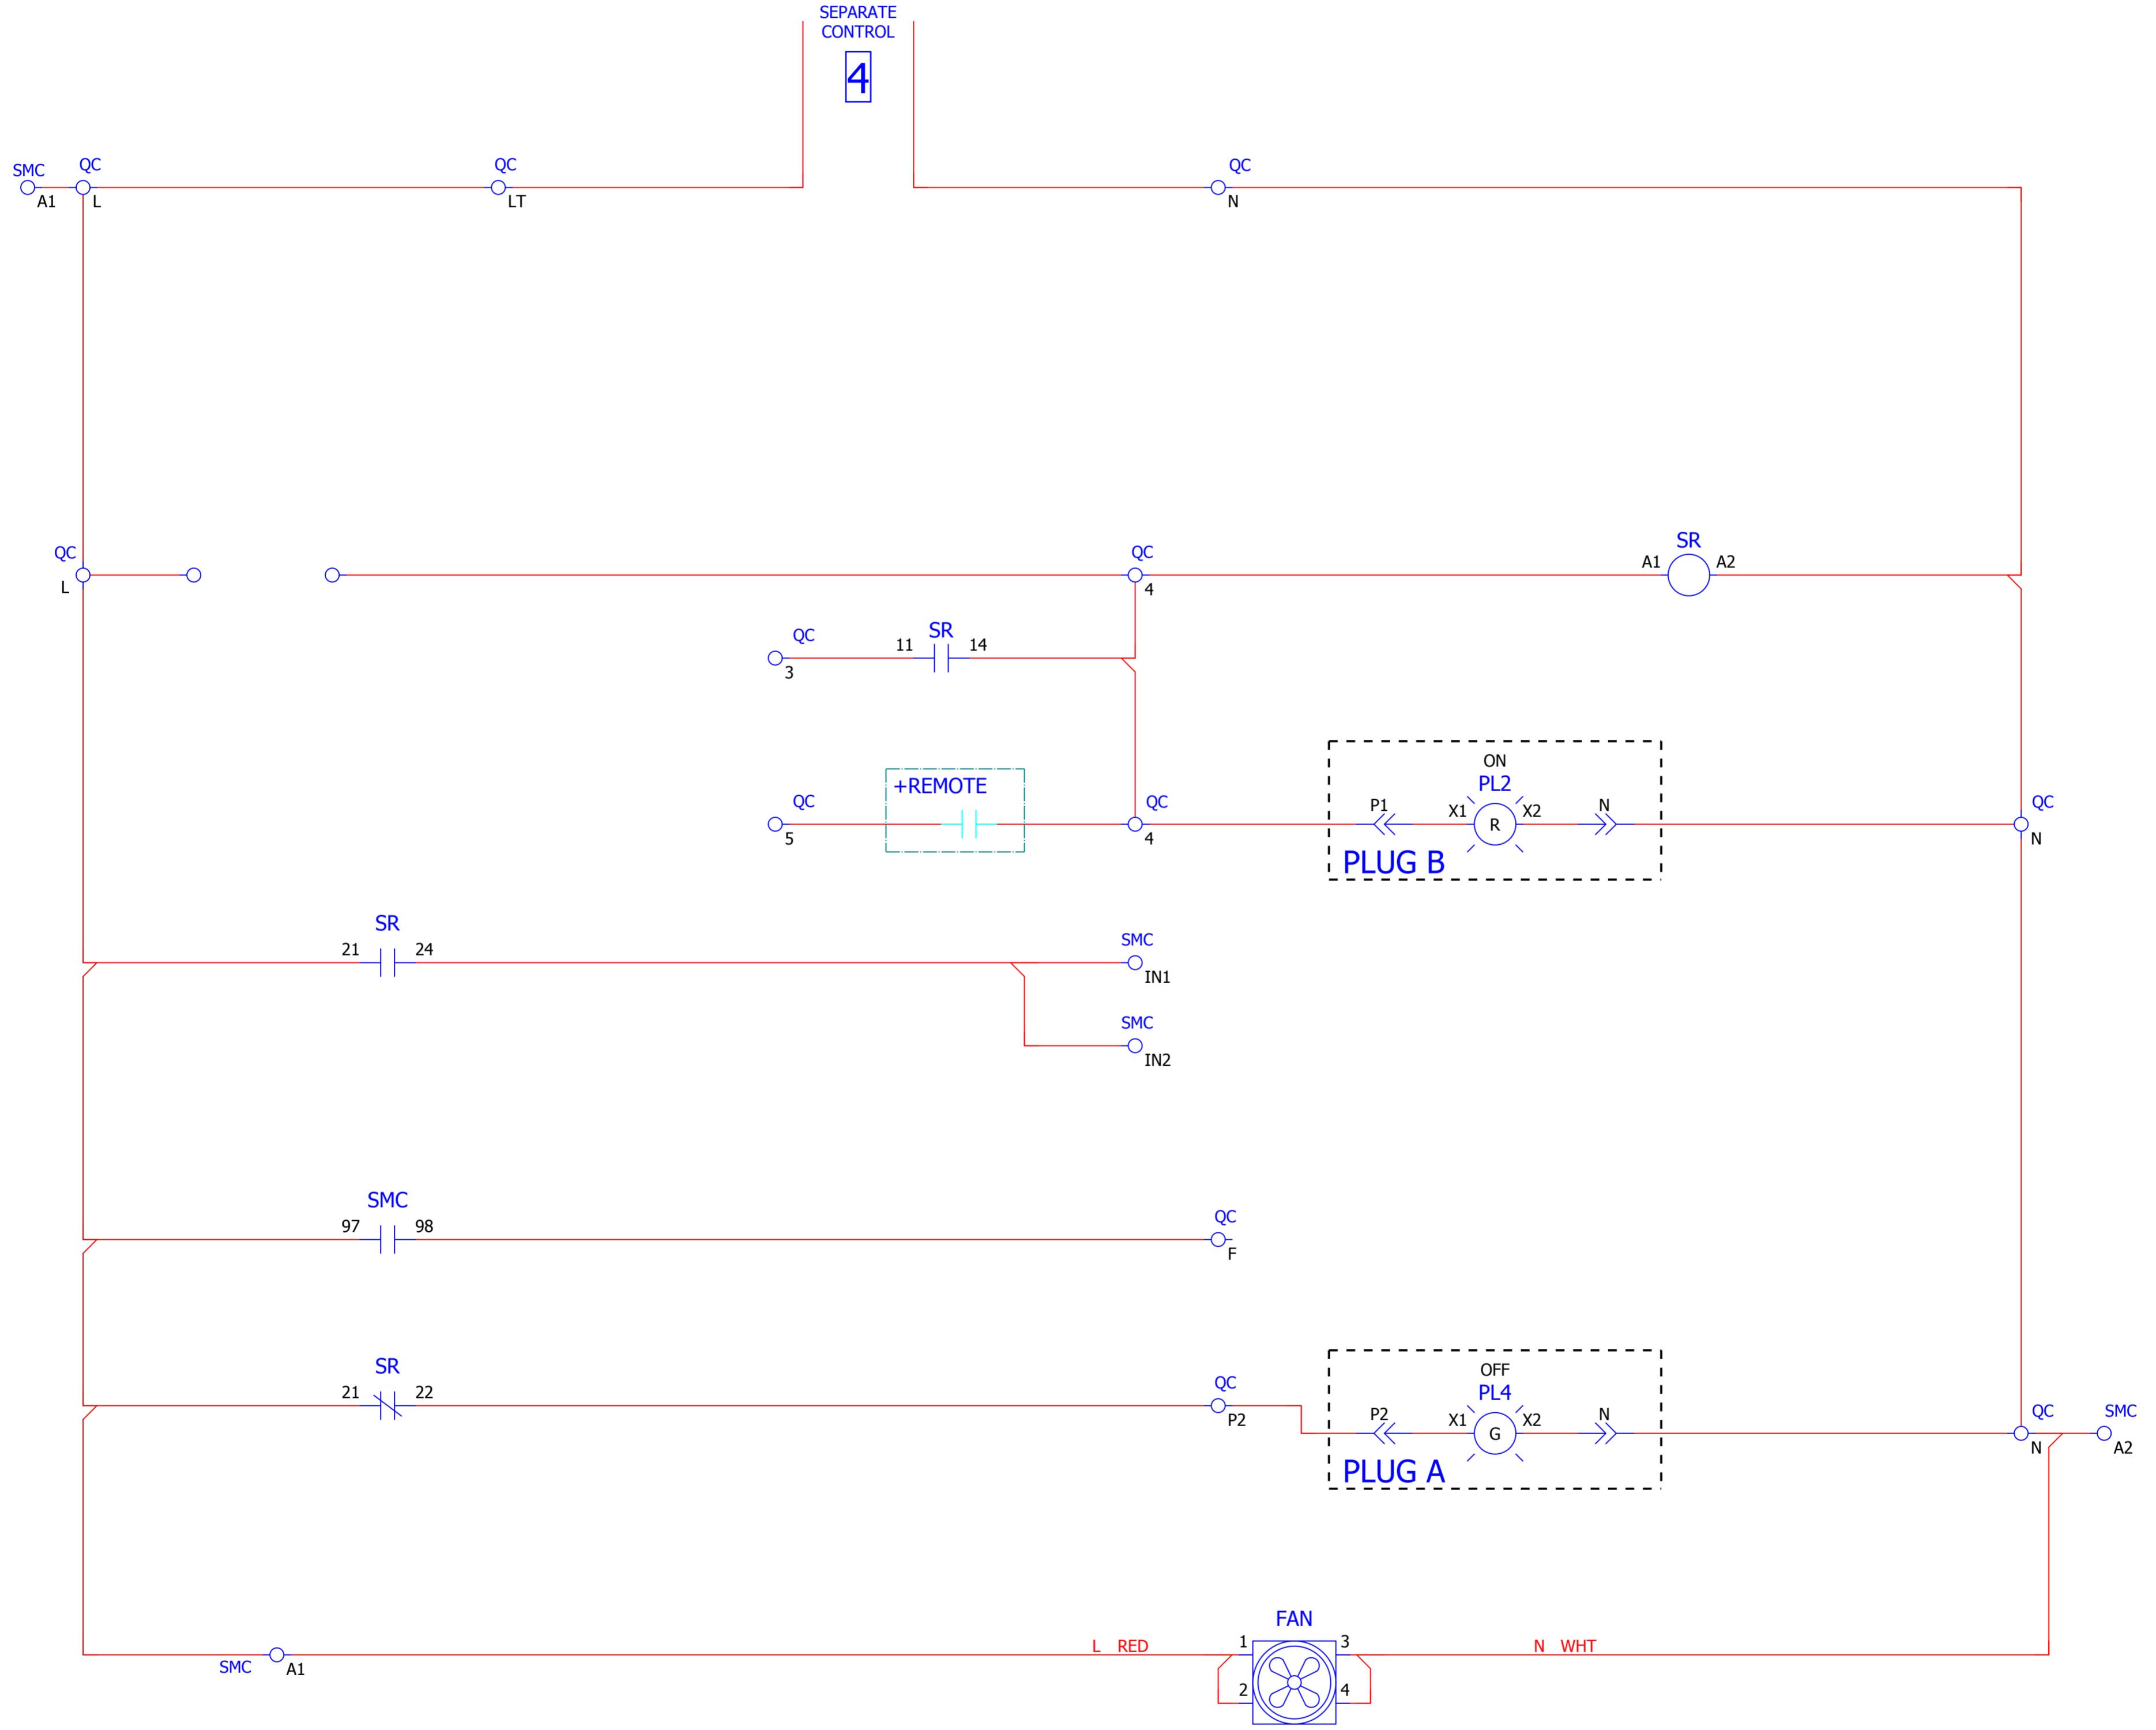 SEPARATE
CONTROL
4
SMC
QC
QC
QC
A1
L
LT
N
QC
L
QC
4
A1
SR
A2
QC
3
11
SR
14
+REMOTE
QC
5
QC
4
ON
PL2
P1
X1
R
X2
N
PLUG B
QC
N
SR
21
24
SMC
IN1
SMC
IN2
SMC
97
98
QC
F
SR
21
22
QC
P2
OFF
PL4
P2
X1
G
X2
N
PLUG A
QC
N
SMC
A2
FAN
SMC
A1
L RED
1
3
N WHT
2
4